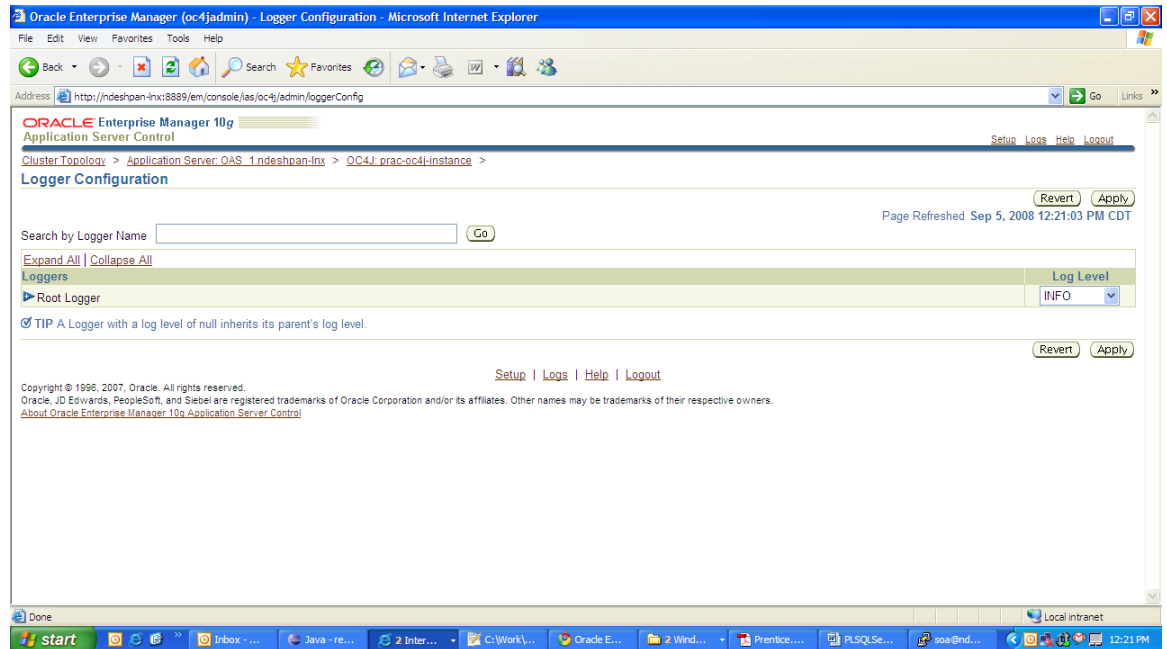 Oracle Enterprise Manager (oc4jadmin) - Logger Configuration - Microsoft Internet Explorer
File Edit View Favorites Tools Help
Back Search Favorites
Address http://ndeshpan-lnx:8889/em/console/ias/oc4j/admin/loggerConfig Go Links »
ORACLE Enterprise Manager 10g
Application Server Control
Setup Logs Help Logout
Cluster Topology > Application Server: OAS_1.ndeshpan-lnx > OC4J: prac-oc4j-instance >
Logger Configuration
Revert Apply
Page Refreshed Sep 5, 2008 12:21:03 PM CDT
Search by Logger Name Go
Expand All | Collapse All
Loggers Log Level
Root Logger INFO
TIP A Logger with a log level of null inherits its parent's log level.
Revert Apply
Setup | Logs | Help | Logout
Copyright © 1996, 2007, Oracle. All rights reserved.
Oracle, JD Edwards, PeopleSoft, and Siebel are registered trademarks of Oracle Corporation and/or its affiliates. Other names may be trademarks of their respective owners.
About Oracle Enterprise Manager 10g Application Server Control
Done Local intranet
start » Inbox - ... Java - re... 2 Inter... C:\Work\... Oracle E... 2 Wind... Prentice.... PLSQLSe... soa@nd... 12:21 PM